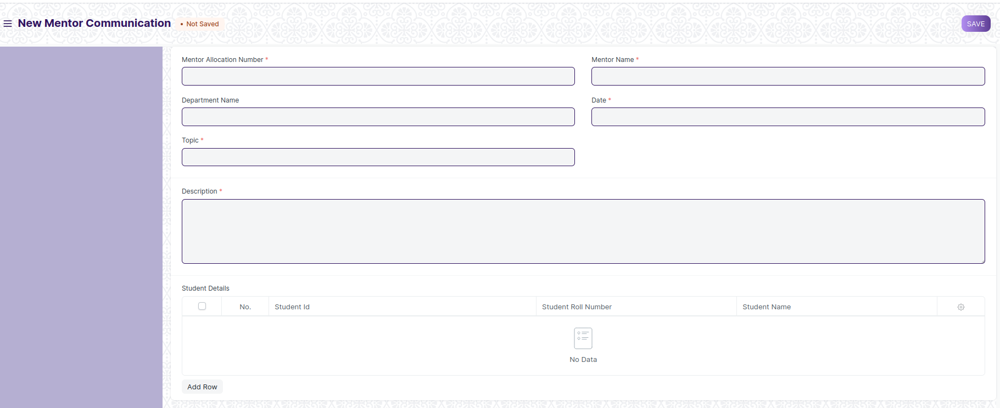 New Mentor Communication
• Not Saved
SAVE
Mentor Allocation Number *
Mentor Name *
Department Name
Date *
Topic *
Description *
Student Details
No. Student Id Student Roll Number Student Name
No Data
Add Row